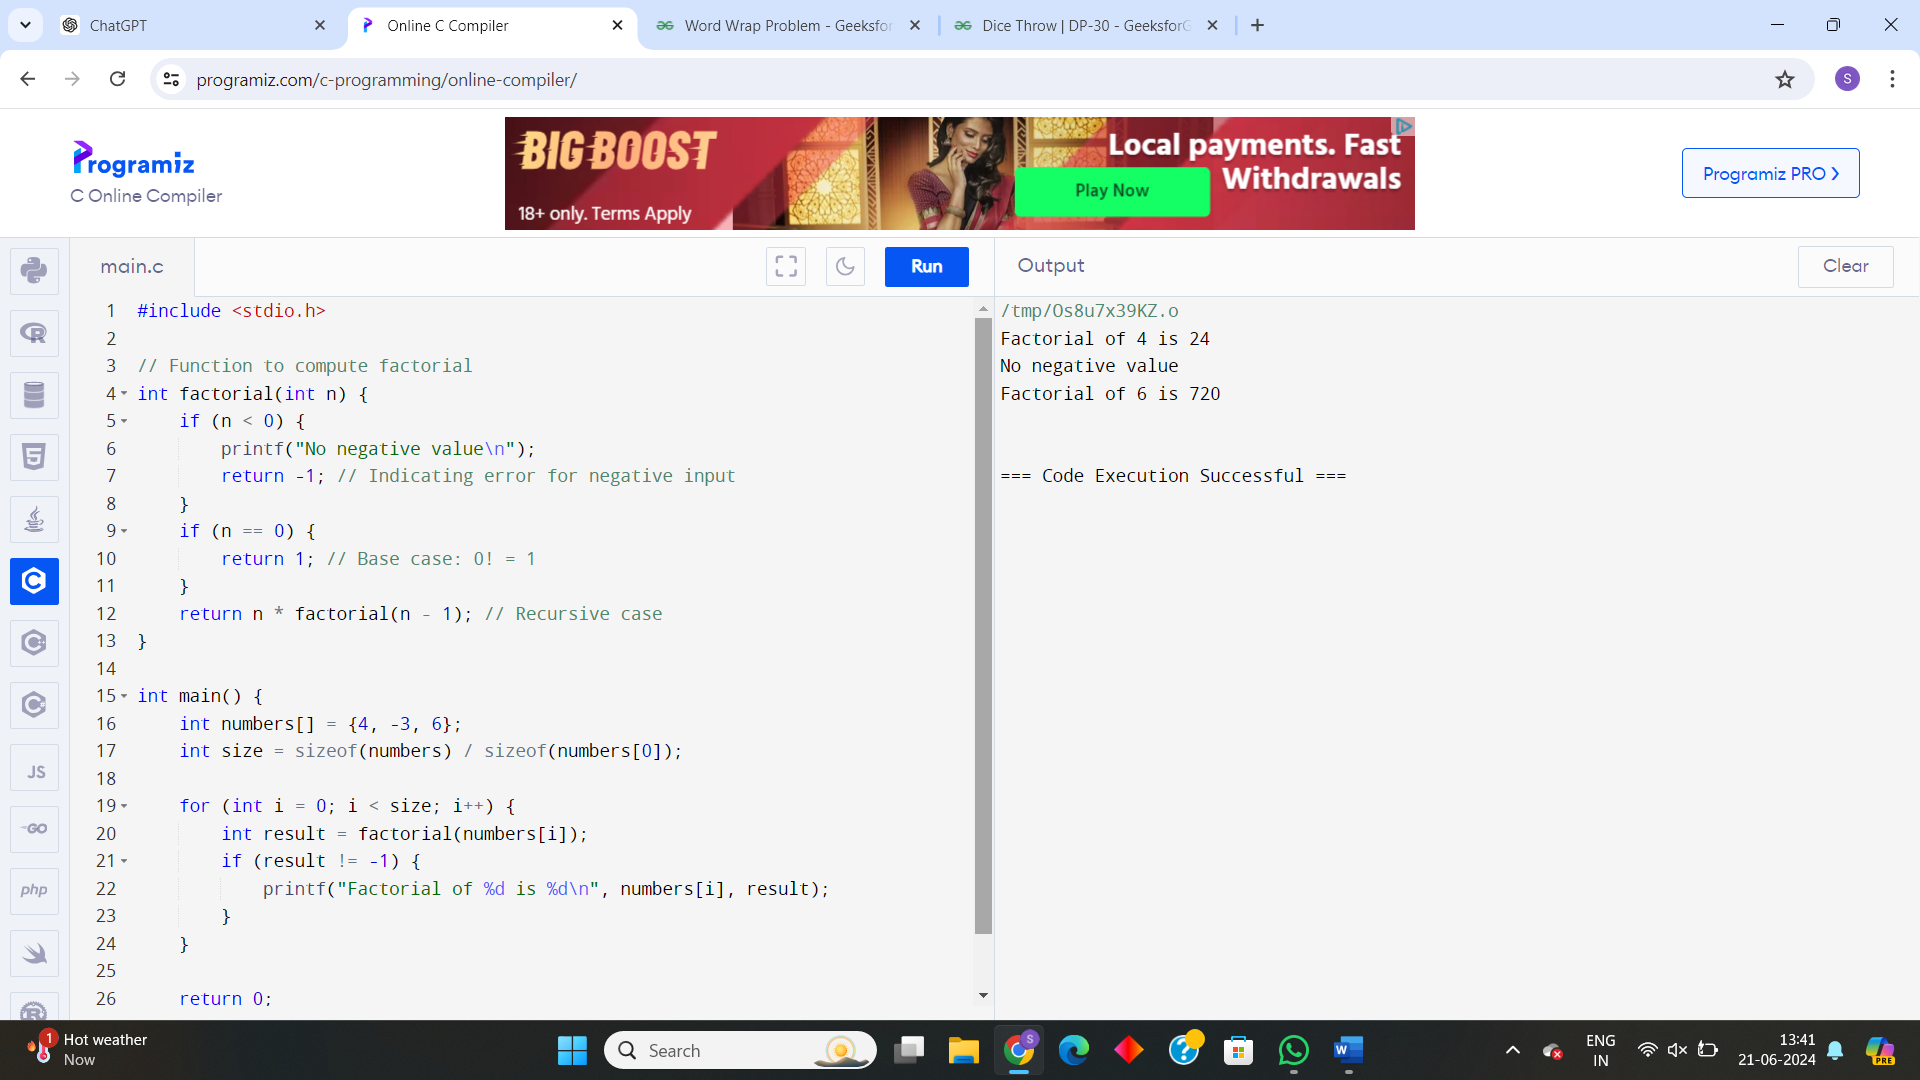 ChatGPT
Online C Compiler
Word Wrap Problem - Geeksfor
Dice Throw | DP-30 - GeeksforG
programiz.com/c-programming/online-compiler/
S
Programiz
C Online Compiler
BIG BOOST
18+ only. Terms Apply
Local payments. Fast
Withdrawals
Play Now
Programiz PRO
main.c
Run
Output
Clear
1 #include <stdio.h>
2
3 // Function to compute factorial
4 int factorial(int n) {
5     if (n < 0) {
6         printf("No negative value\n");
7         return -1; // Indicating error for negative input
8     }
9     if (n == 0) {
10         return 1; // Base case: 0! = 1
11     }
12     return n * factorial(n - 1); // Recursive case
13 }
14
15 int main() {
16     int numbers[] = {4, -3, 6};
17     int size = sizeof(numbers) / sizeof(numbers[0]);
18
19     for (int i = 0; i < size; i++) {
20         int result = factorial(numbers[i]);
21         if (result != -1) {
22             printf("Factorial of %d is %d\n", numbers[i], result);
23         }
24     }
25
26     return 0;
/tmp/Os8u7x39KZ.o
Factorial of 4 is 24
No negative value
Factorial of 6 is 720
=== Code Execution Successful ===
JS
GO
php
1
Hot weather
Now
Search
S
W
ENG
IN
13:41
21-06-2024
PRE